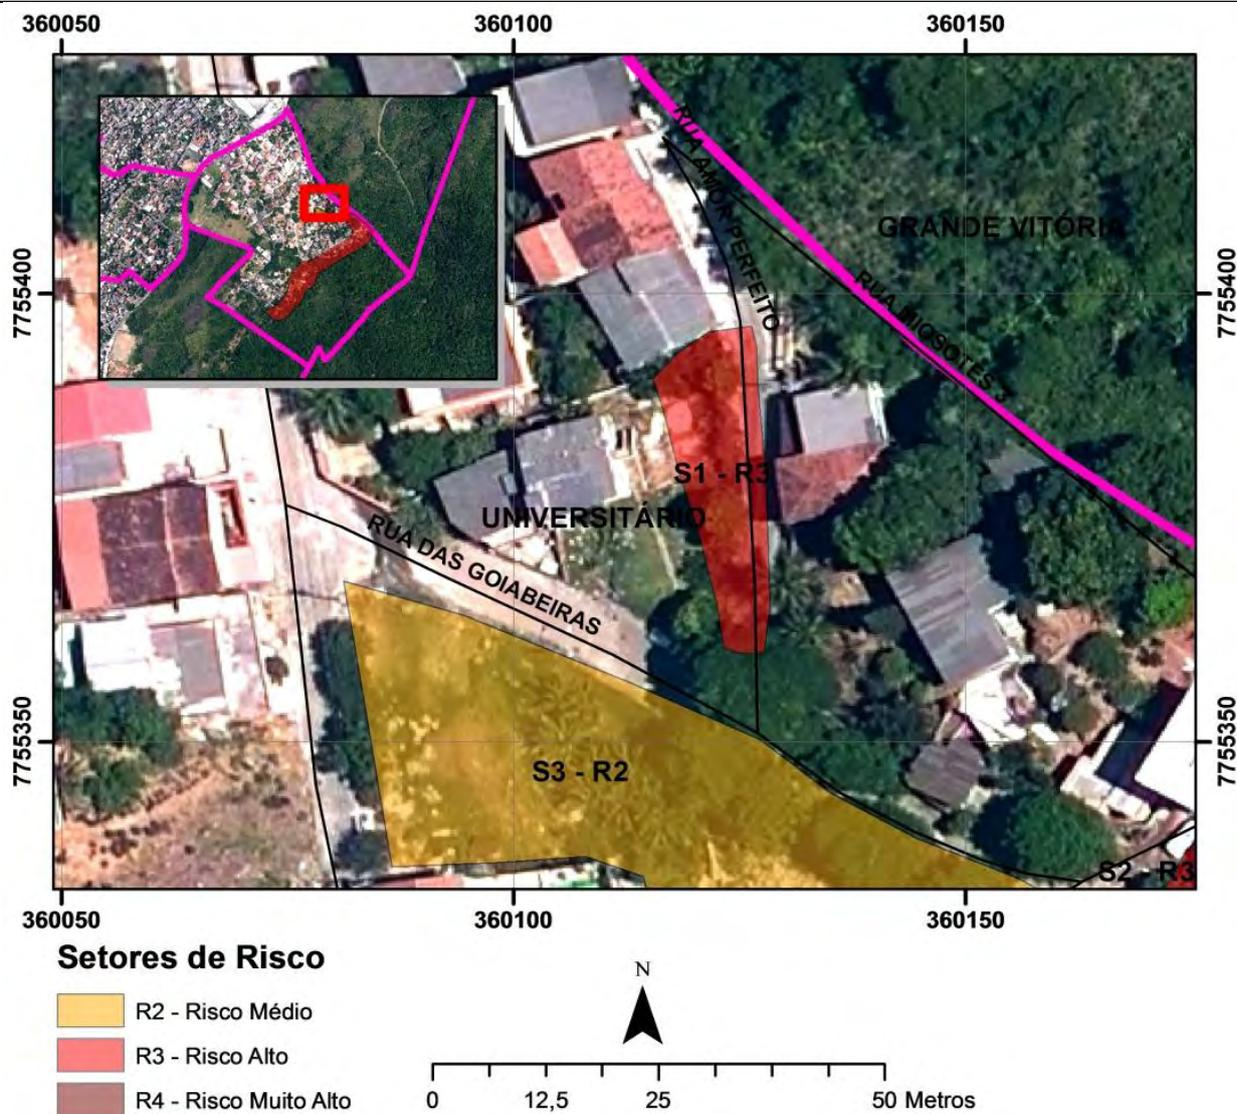 360050 360100 360150
RUA AMOR PERFEITO
GRANDE VITÓRIA
7755400 7755400
RUA MIOSOTES 3
S1 - R3
UNIVERSITÁRIO
RUA DAS GOIABEIRAS
7755350 7755350
S3 - R2
S2 - R3
360050 360100 360150
Setores de Risco
N
R2 - Risco Médio
R3 - Risco Alto
R4 - Risco Muito Alto
0 12,5 25 50 Metros